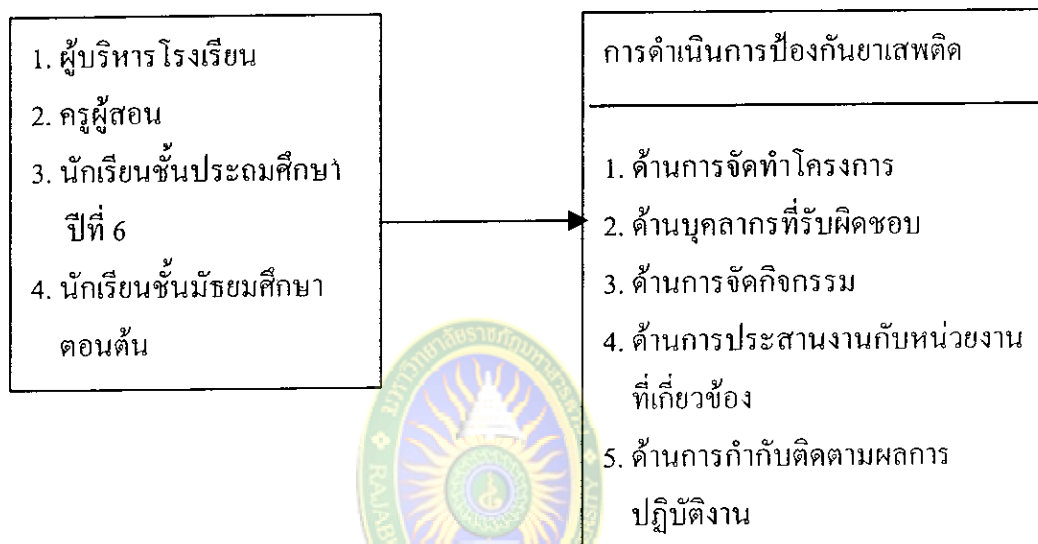 1. ผู้บริหารโรงเรียน
2. ครูผู้สอน
3. นักเรียนชั้นประถมศึกษา
ปีที่ 6
4. นักเรียนชั้นมัธยมศึกษา
ตอนต้น
การดำเนินการป้องกันยาเสพติด
1. ด้านการจัดทำโครงการ
2. ด้านบุคลากรที่รับผิดชอบ
3. ด้านการจัดกิจกรรม
4. ด้านการประสานงานกับหน่วยงาน
ที่เกี่ยวข้อง
5. ด้านการกำกับติดตามผลการ
ปฏิบัติงาน